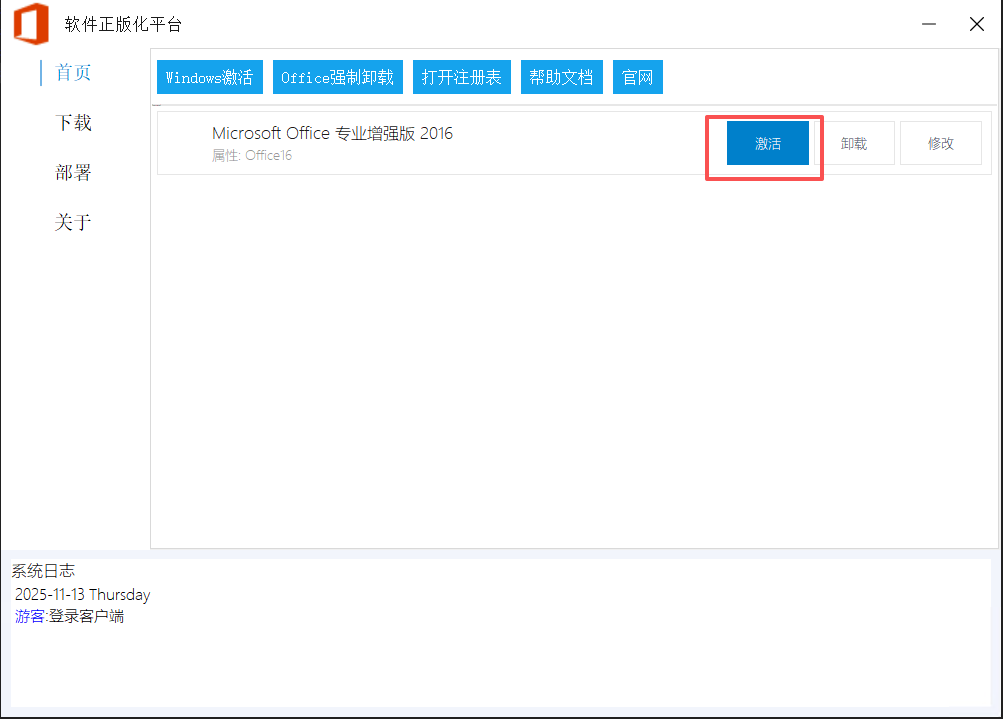 软件正版化平台
首页
下载
部署
关于
Windows激活 Office强制卸载 打开注册表 帮助文档 官网
Microsoft Office 专业增强版 2016
属性: Office16
激活 卸载 修改
系统日志
2025-11-13 Thursday
游客:登录客户端